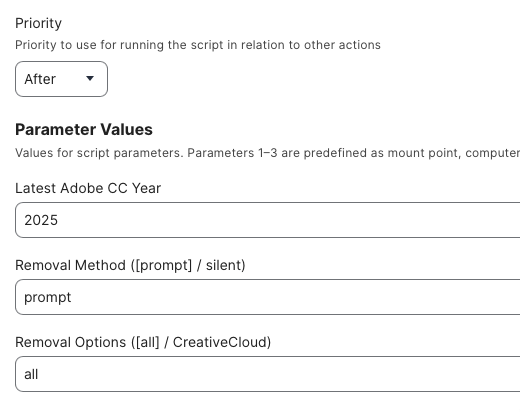 Priority
Priority to use for running the script in relation to other actions
After
Parameter Values
Values for script parameters. Parameters 1–3 are predefined as mount point, computer
Latest Adobe CC Year
2025
Removal Method ([prompt] / silent)
prompt
Removal Options ([all] / CreativeCloud)
all